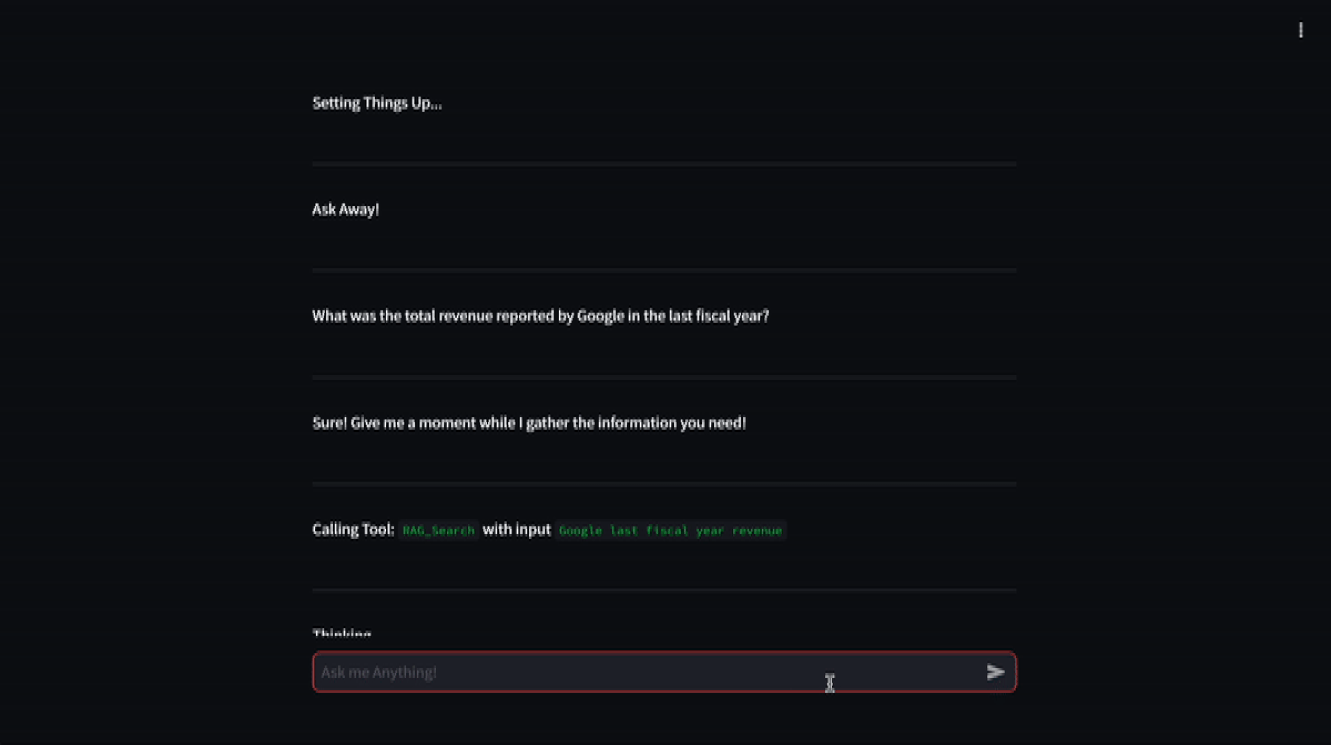 Setting Things Up...
Ask Away!
What was the total revenue reported by Google in the last fiscal year?
Sure! Give me a moment while I gather the information you need!
Calling Tool: RAG_Search with input Google last fiscal year revenue
Thinking
Ask me Anything!